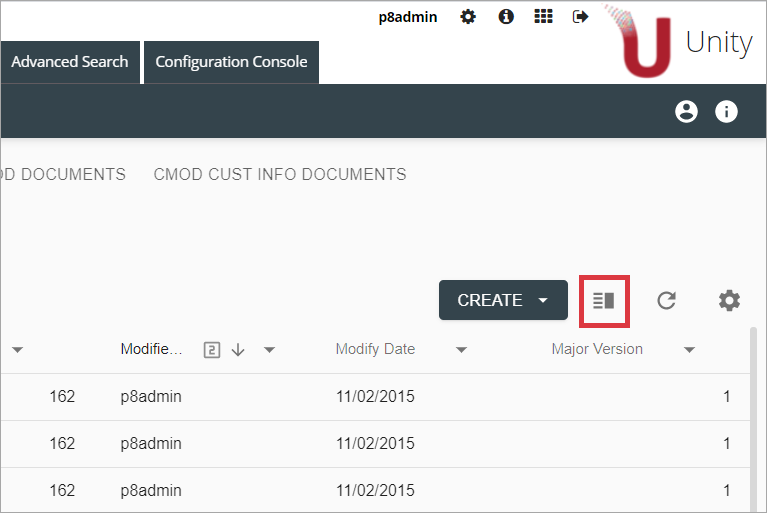 p8admin
Unity
Advanced Search Configuration Console
OD DOCUMENTS CMOD CUST INFO DOCUMENTS
CREATE
Modifie... 2 Modify Date Major Version
162 p8admin 11/02/2015 1
162 p8admin 11/02/2015 1
162 p8admin 11/02/2015 1